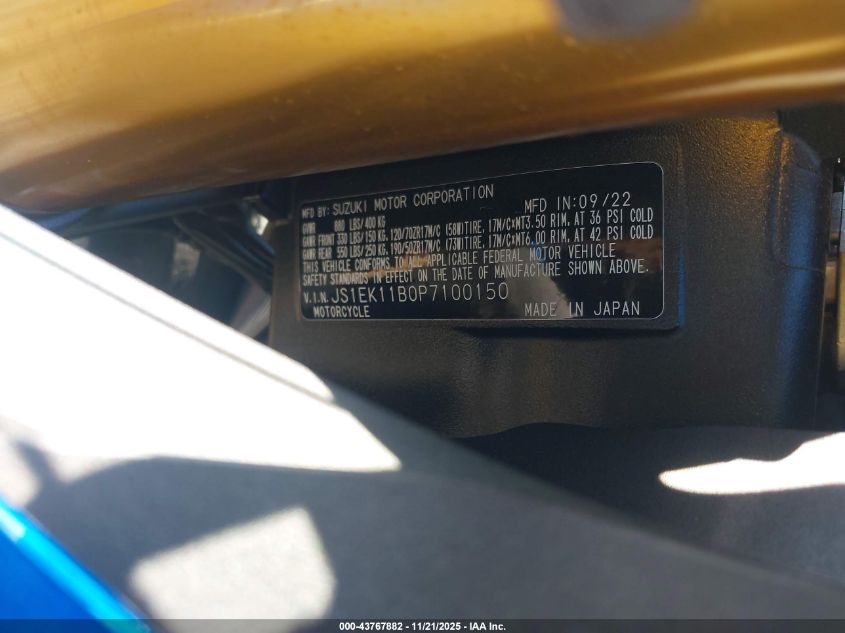 MFD BY: SUZUKI MOTOR CORPORATION MFD IN: 09/22
GVWR 880 LBS/400 KG
GAWR FRONT 330 LBS/150 KG, 120/70ZR17M/C (58W)TIRE, 17M/C×MT3.50 RIM, AT 36 PSI COLD
GAWR REAR 550 LBS/250 KG, 190/50ZR17M/C (73W)TIRE, 17M/C×MT6.00 RIM, AT 42 PSI COLD
THIS VEHICLE CONFORMS TO ALL APPLICABLE FEDERAL MOTOR VEHICLE
SAFETY STANDARDS IN EFFECT ON THE DATE OF MANUFACTURE SHOWN ABOVE.
V.I.N. JS1EK11B0P7100150
MOTORCYCLE MADE IN JAPAN
000-43767882 - 11/21/2025 - IAA Inc.